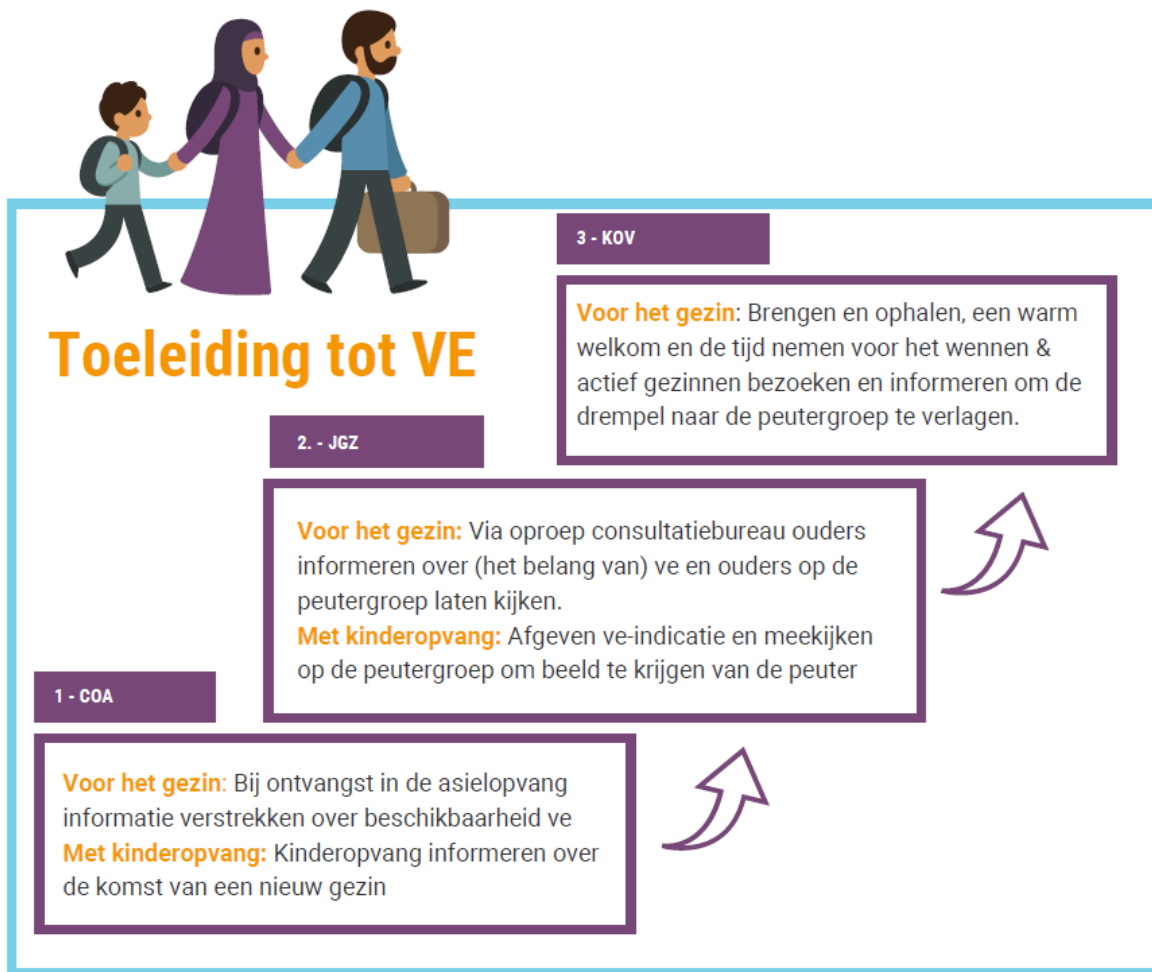 Toeleiding tot VE
1 - COA
Voor het gezin: Bij ontvangst in de asielopvang
informatie verstrekken over beschikbaarheid ve
Met kinderopvang: Kinderopvang informeren over
de komst van een nieuw gezin
2. - JGZ
Voor het gezin: Via oproep consultatiebureau ouders
informeren over (het belang van) ve en ouders op de
peutergroep laten kijken.
Met kinderopvang: Afgeven ve-indicatie en meekijken
op de peutergroep om beeld te krijgen van de peuter
3 - KOV
Voor het gezin: Brengen en ophalen, een warm
welkom en de tijd nemen voor het wennen &
actief gezinnen bezoeken en informeren om de
drempel naar de peutergroep te verlagen.